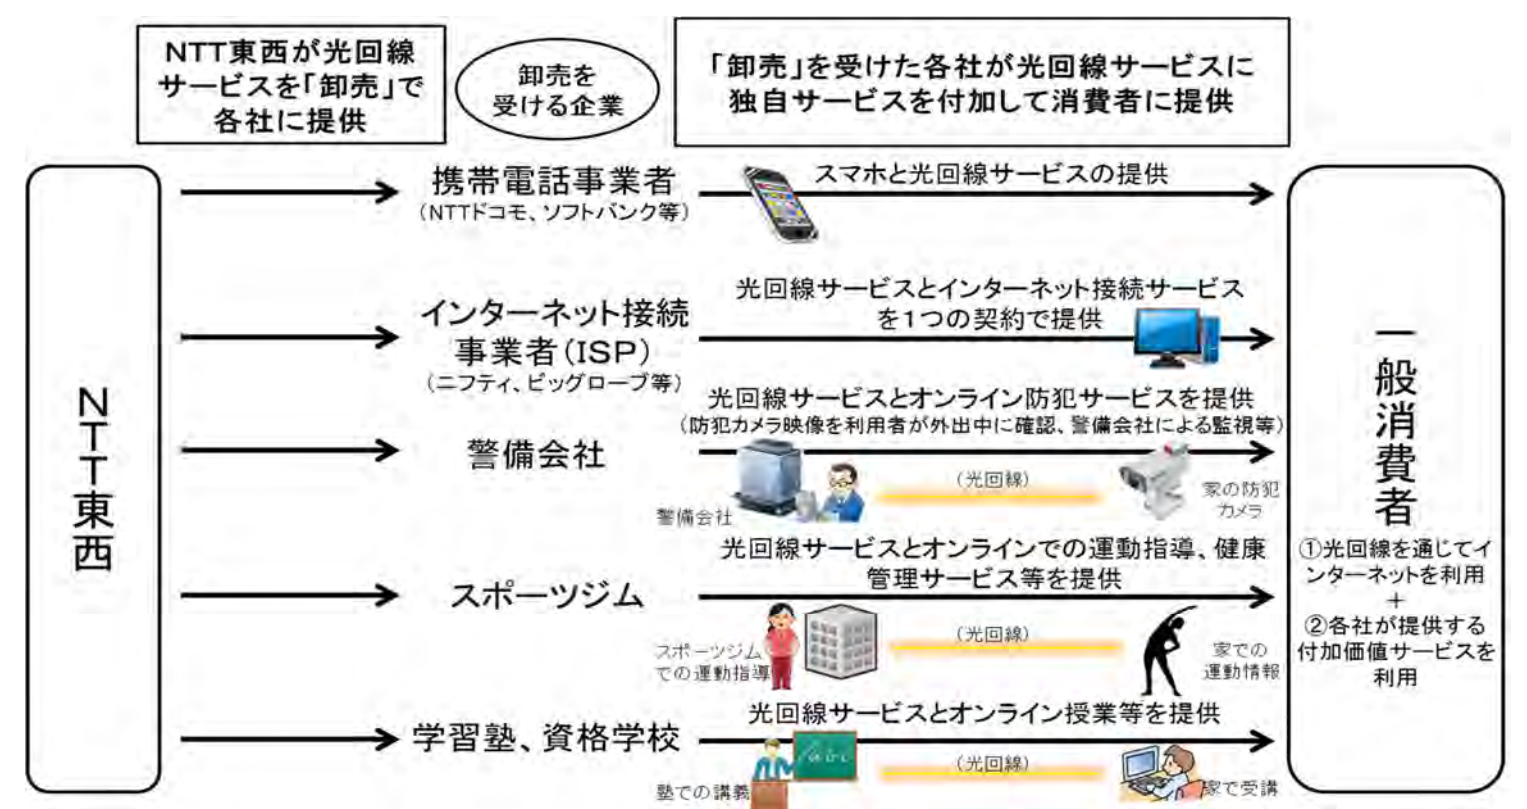 NTT東西が光回線
サービスを「卸売」で
各社に提供
卸売を
受ける企業
「卸売」を受けた各社が光回線サービスに
独自サービスを付加して消費者に提供
NTT東西
携帯電話事業者
(NTTドコモ、ソフトバンク等)
スマホと光回線サービスの提供
インターネット接続
事業者(ISP)
(ニフティ、ビッグローブ等)
光回線サービスとインターネット接続サービス
を1つの契約で提供
警備会社
光回線サービスとオンライン防犯サービスを提供
(防犯カメラ映像を利用者が外出中に確認、警備会社による監視等)
警備会社
(光回線)
家の防犯
カメラ
スポーツジム
光回線サービスとオンラインでの運動指導、健康
管理サービス等を提供
スポーツジム
での運動指導
(光回線)
家での
運動情報
学習塾、資格学校
光回線サービスとオンライン授業等を提供
塾での講義
(光回線)
家で受講
一般消費者
①光回線を通じてイ
ンターネットを利用
+
②各社が提供する
付加価値サービスを
利用